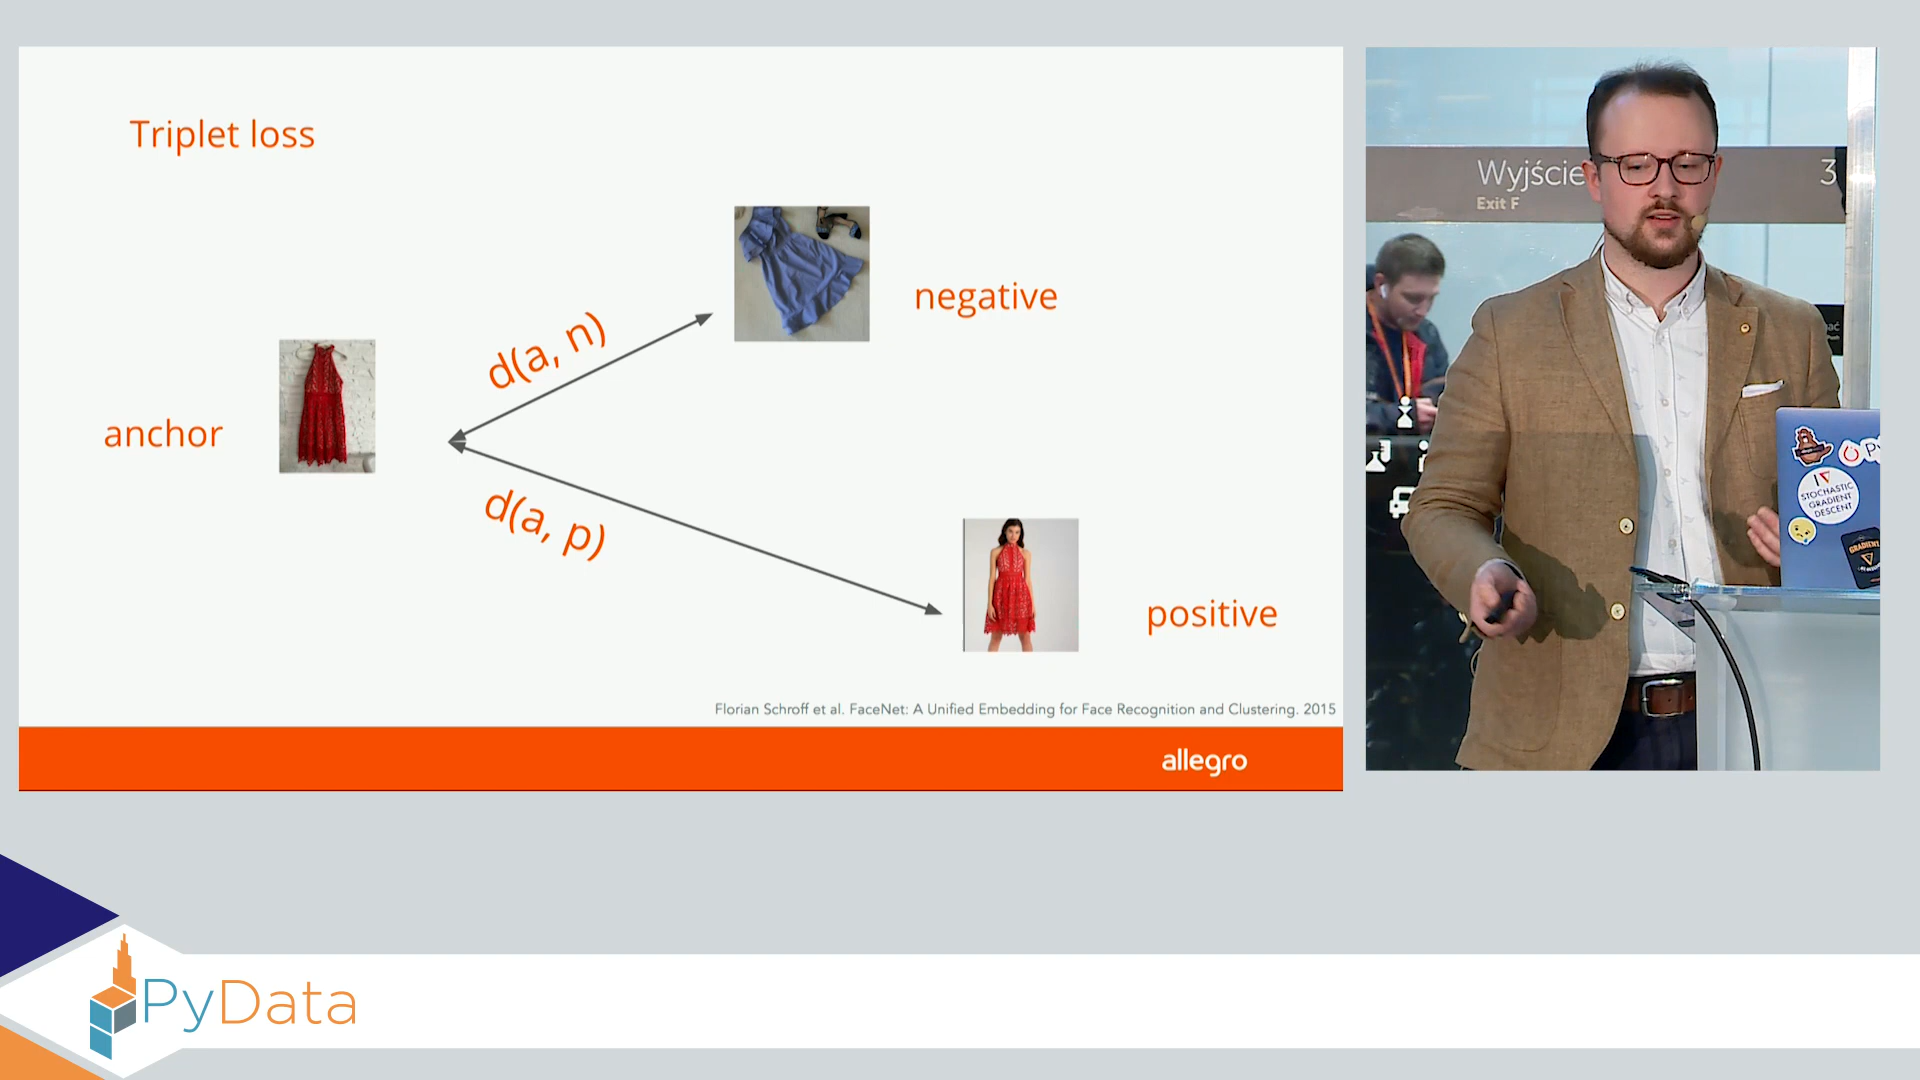 Triplet loss
negative
d(a, n)
anchor
d(a, p)
positive
Florian Schroff et al. FaceNet: A Unified Embedding for Face Recognition and Clustering. 2015
allegro
Wyjście 3
Exit F
I
STOCHASTIC
GRADIENT
DESCENT
GRADIENT
PyData